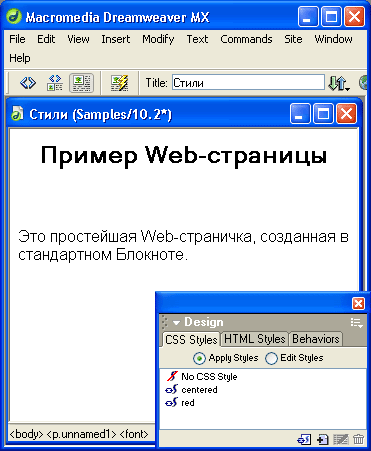 Macromedia Dreamweaver MX
File Edit View Insert Modify Text Commands Site Window
Help
Title: Стили
Стили (Samples/10.2*)
Пример Web-страницы
Это простейшая Web-страничка, созданная в
стандартном Блокноте.
Design
CSS Styles HTML Styles Behaviors
Apply Styles Edit Styles
No CSS Style
centered
red
<body> <p.unnamed1> <font>